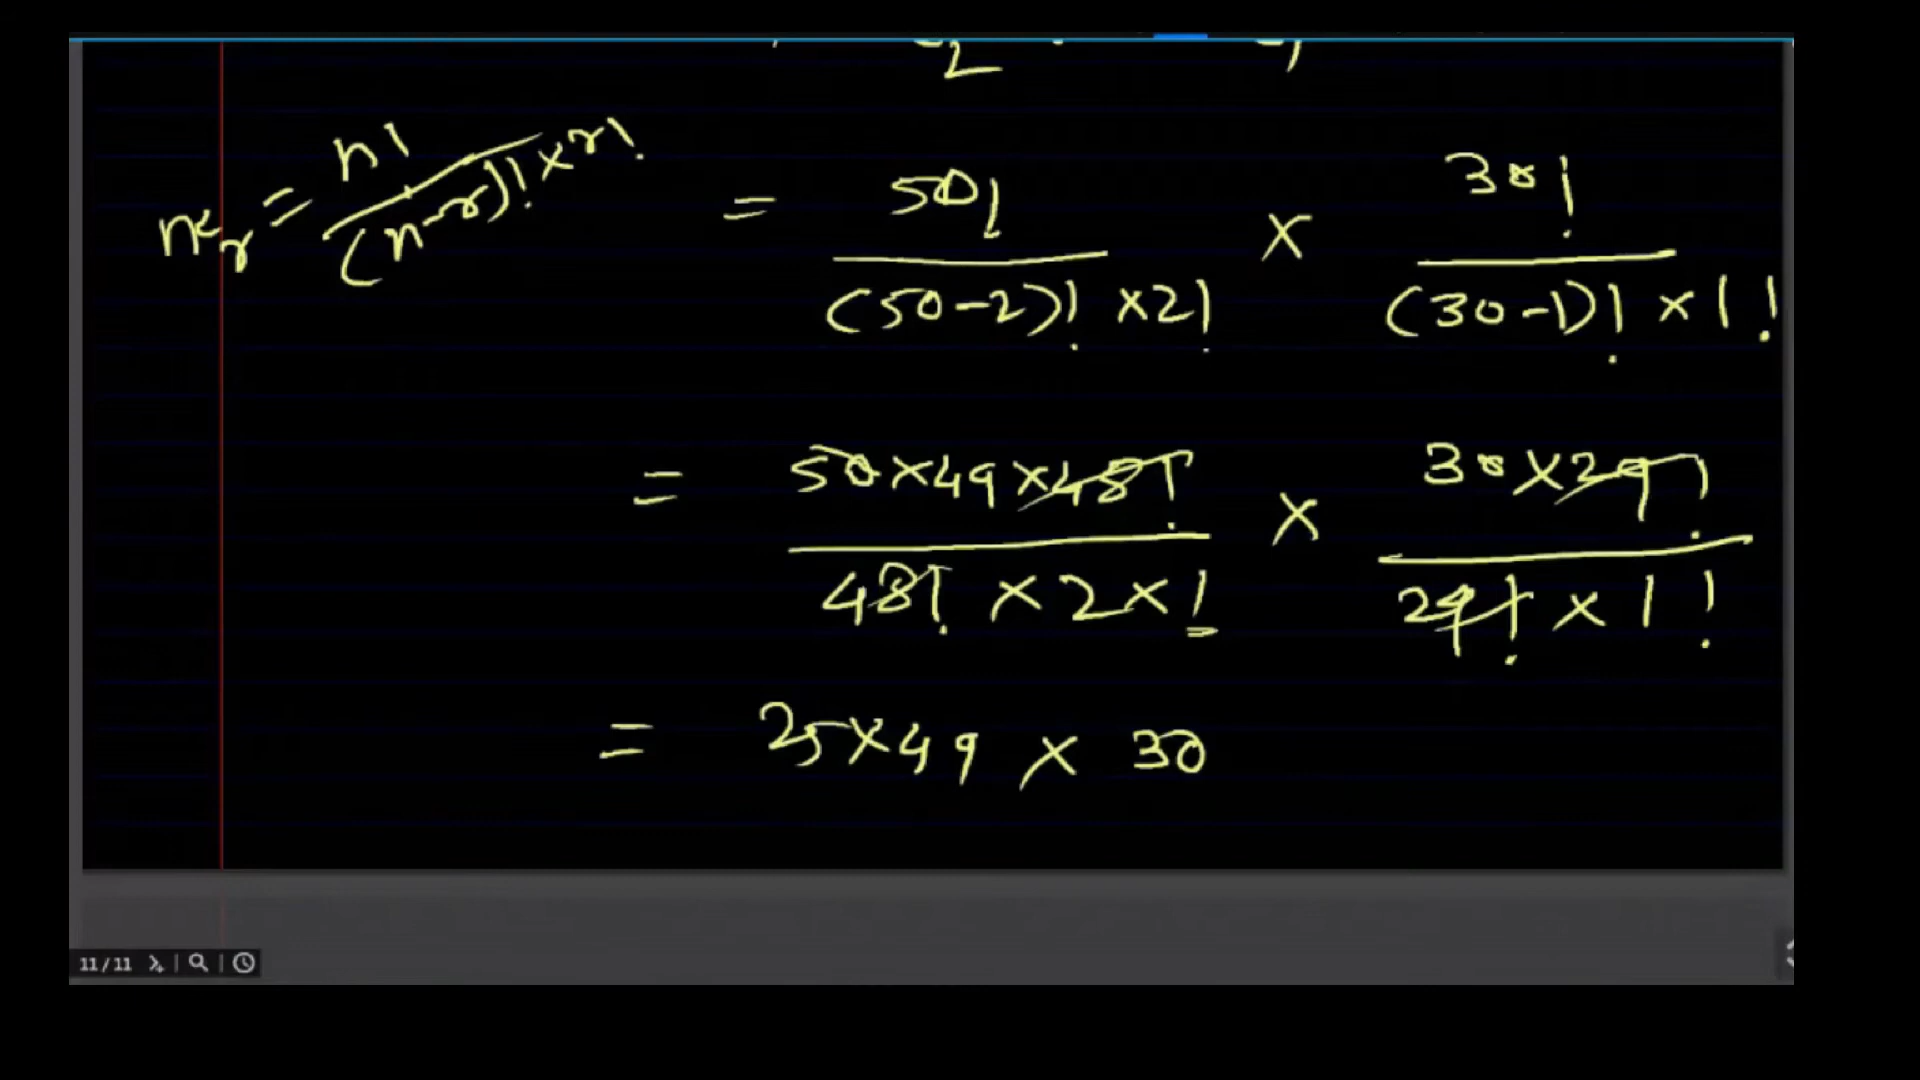 nCr = n! / (n-r)! × r! = 50! / (50-2)! × 2! × 30! / (30-1)! × 1!
= 50×49×48! / 48! × 2×! × 30×29! / 29! × 1!
= 25×49 × 30
11/11